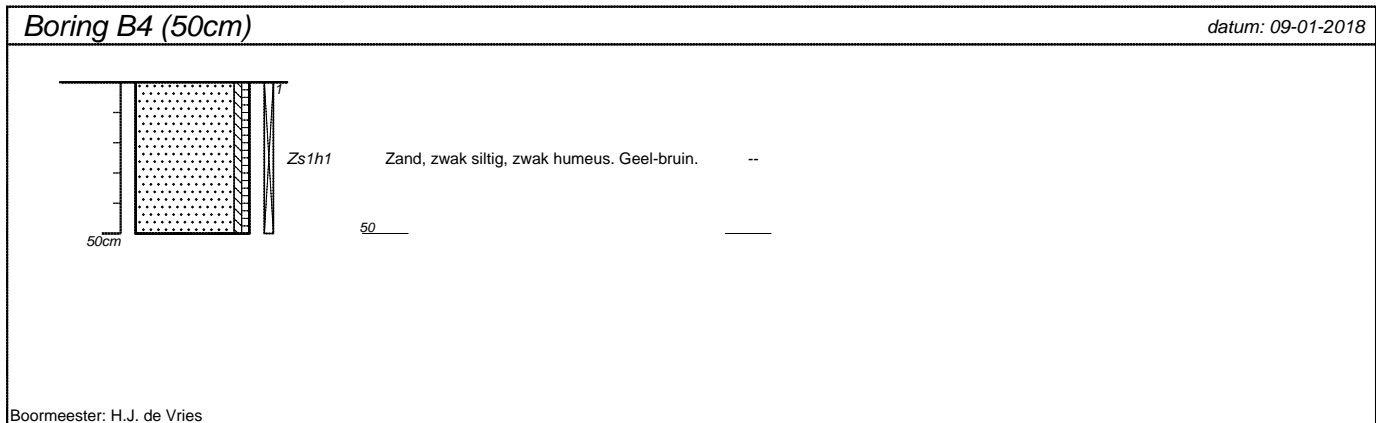 Boring B4 (50cm)
datum: 09-01-2018
1
Zs1h1 Zand, zwak siltig, zwak humeus. Geel-bruin. --
50
50cm
Boormeester: H.J. de Vries